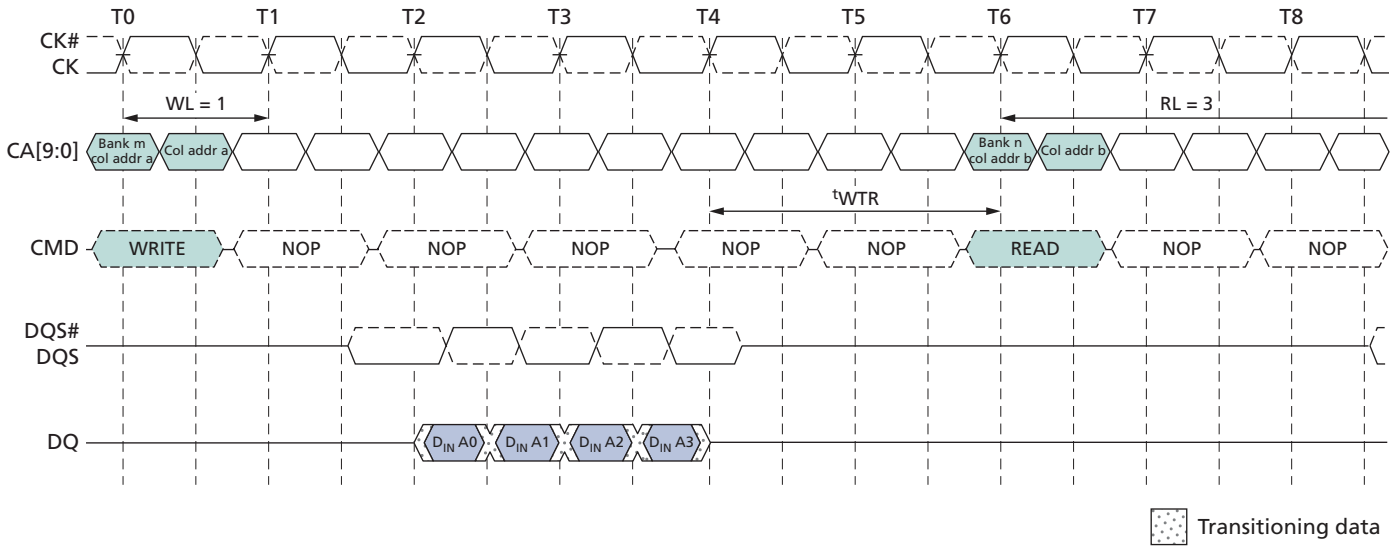 T0 T1 T2 T3 T4 T5 T6 T7 T8
CK#
CK
WL = 1 RL = 3
CA[9:0] Bank m col addr a Col addr a Bank n col addr b Col addr b
tWTR
CMD WRITE NOP NOP NOP NOP NOP READ NOP NOP
DQS#
DQS
DQ DIN A0 DIN A1 DIN A2 DIN A3
Transitioning data